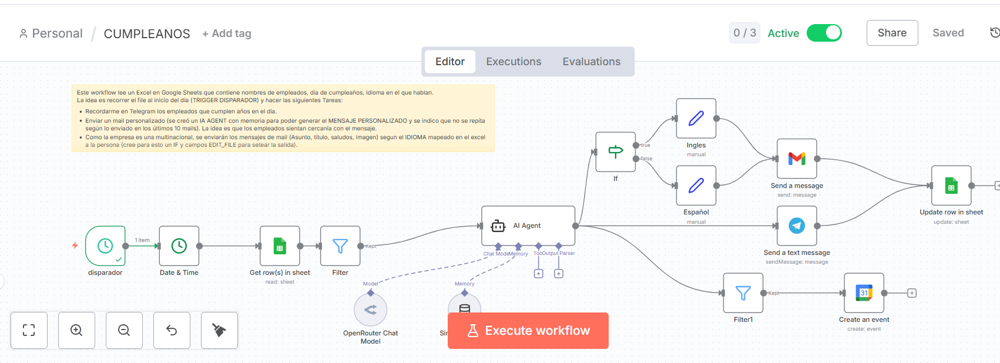 Personal / CUMPLEAÑOS + Add tag
0 / 3 Active Share Saved
Editor Executions Evaluations
Este workflow lee un Excel en Google Sheets que contiene nombres de empleados, dia de cumpleaños, idioma en el que hablan.
La idea es recorrer el file al inicio del dia (TRIGGER DISPARADOR) y hacer las siguientes Tareas:
• Recordarme en Telegram los empleados que cumplen años en el dia.
• Enviar un mail personalizado (se creó un IA AGENT con memoria para poder generar el MENSAJE PERSONALIZADO y se indico que no se repita
según lo enviado en los últimos 10 mails). La idea es que los empleados sientan cercanía con el mensaje.
• Como la empresa es una multinacional, se enviarán los mensajes de mail (Asunto, titulo, saludos, imagen) segun el IDIOMA mapeado en el excel
a la persona (cree para esto un IF y campos EDIT_FILE para setear la salida).
true
false
If
Ingles
manual
Español
manual
Send a message
send: message
Update row in sheet
update: sheet
1 item
disparador
Date & Time
Get row(s) in sheet
read: sheet
Filter
Kept
AI Agent
Chat Model
Memory
Tool
Output Parser
Send a text message
sendMessage: message
Model
OpenRouter Chat
Model
Memory
Kept
Filter1
31
Create an event
create: event
Execute workflow